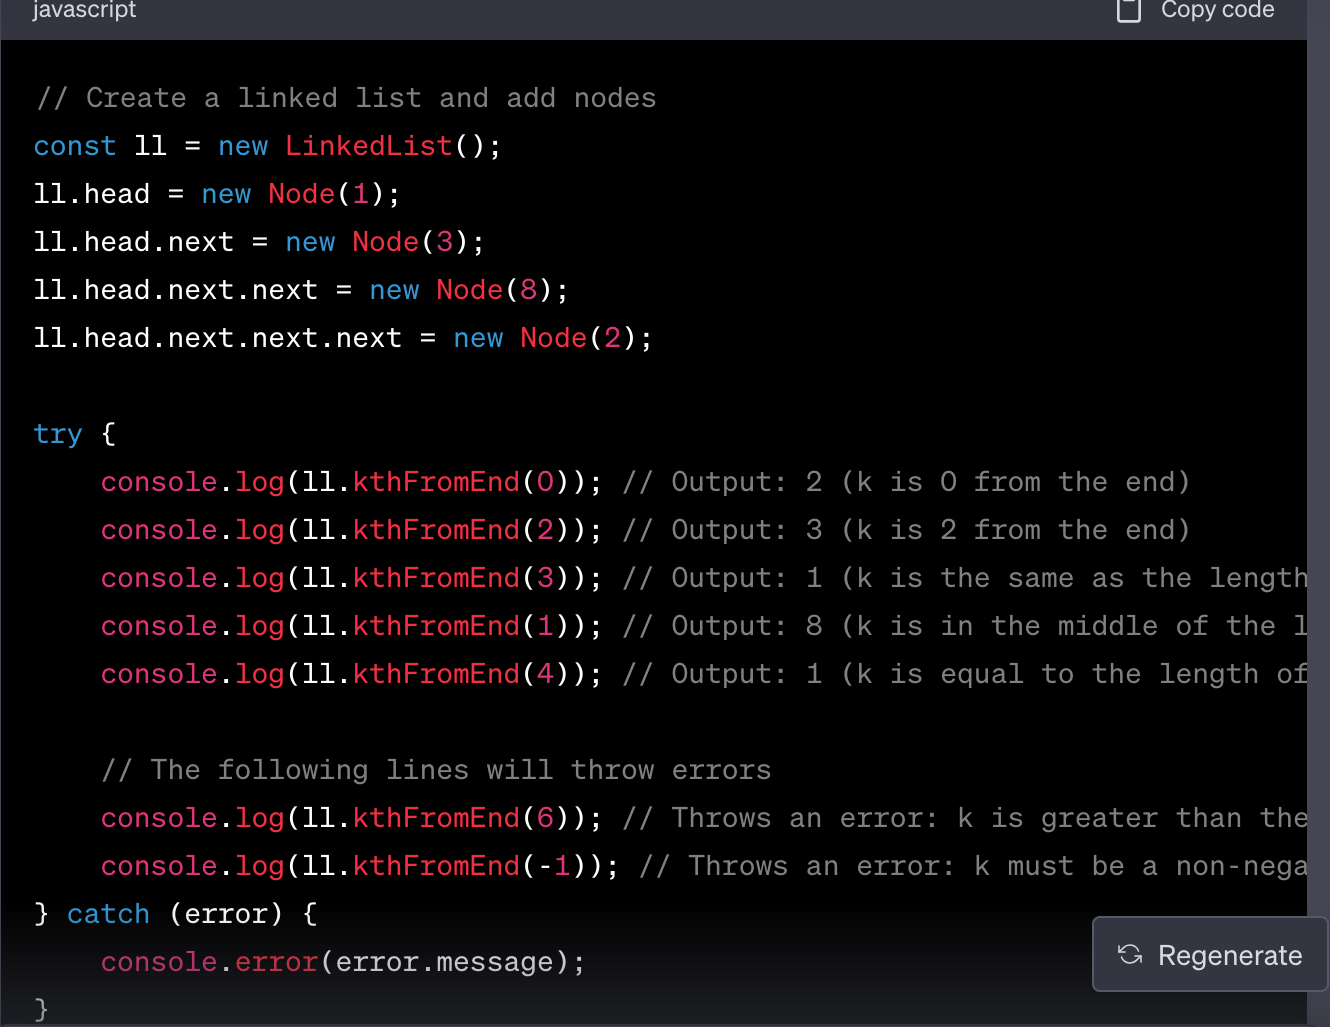 javascript
Copy code
// Create a linked list and add nodes
const ll = new LinkedList();
ll.head = new Node(1);
ll.head.next = new Node(3);
ll.head.next.next = new Node(8);
ll.head.next.next.next = new Node(2);
try {
    console.log(ll.kthFromEnd(0)); // Output: 2 (k is 0 from the end)
    console.log(ll.kthFromEnd(2)); // Output: 3 (k is 2 from the end)
    console.log(ll.kthFromEnd(3)); // Output: 1 (k is the same as the length
    console.log(ll.kthFromEnd(1)); // Output: 8 (k is in the middle of the l
    console.log(ll.kthFromEnd(4)); // Output: 1 (k is equal to the length of
    // The following lines will throw errors
    console.log(ll.kthFromEnd(6)); // Throws an error: k is greater than the
    console.log(ll.kthFromEnd(-1)); // Throws an error: k must be a non-nega
} catch (error) {
    console.error(error.message);
}
Regenerate